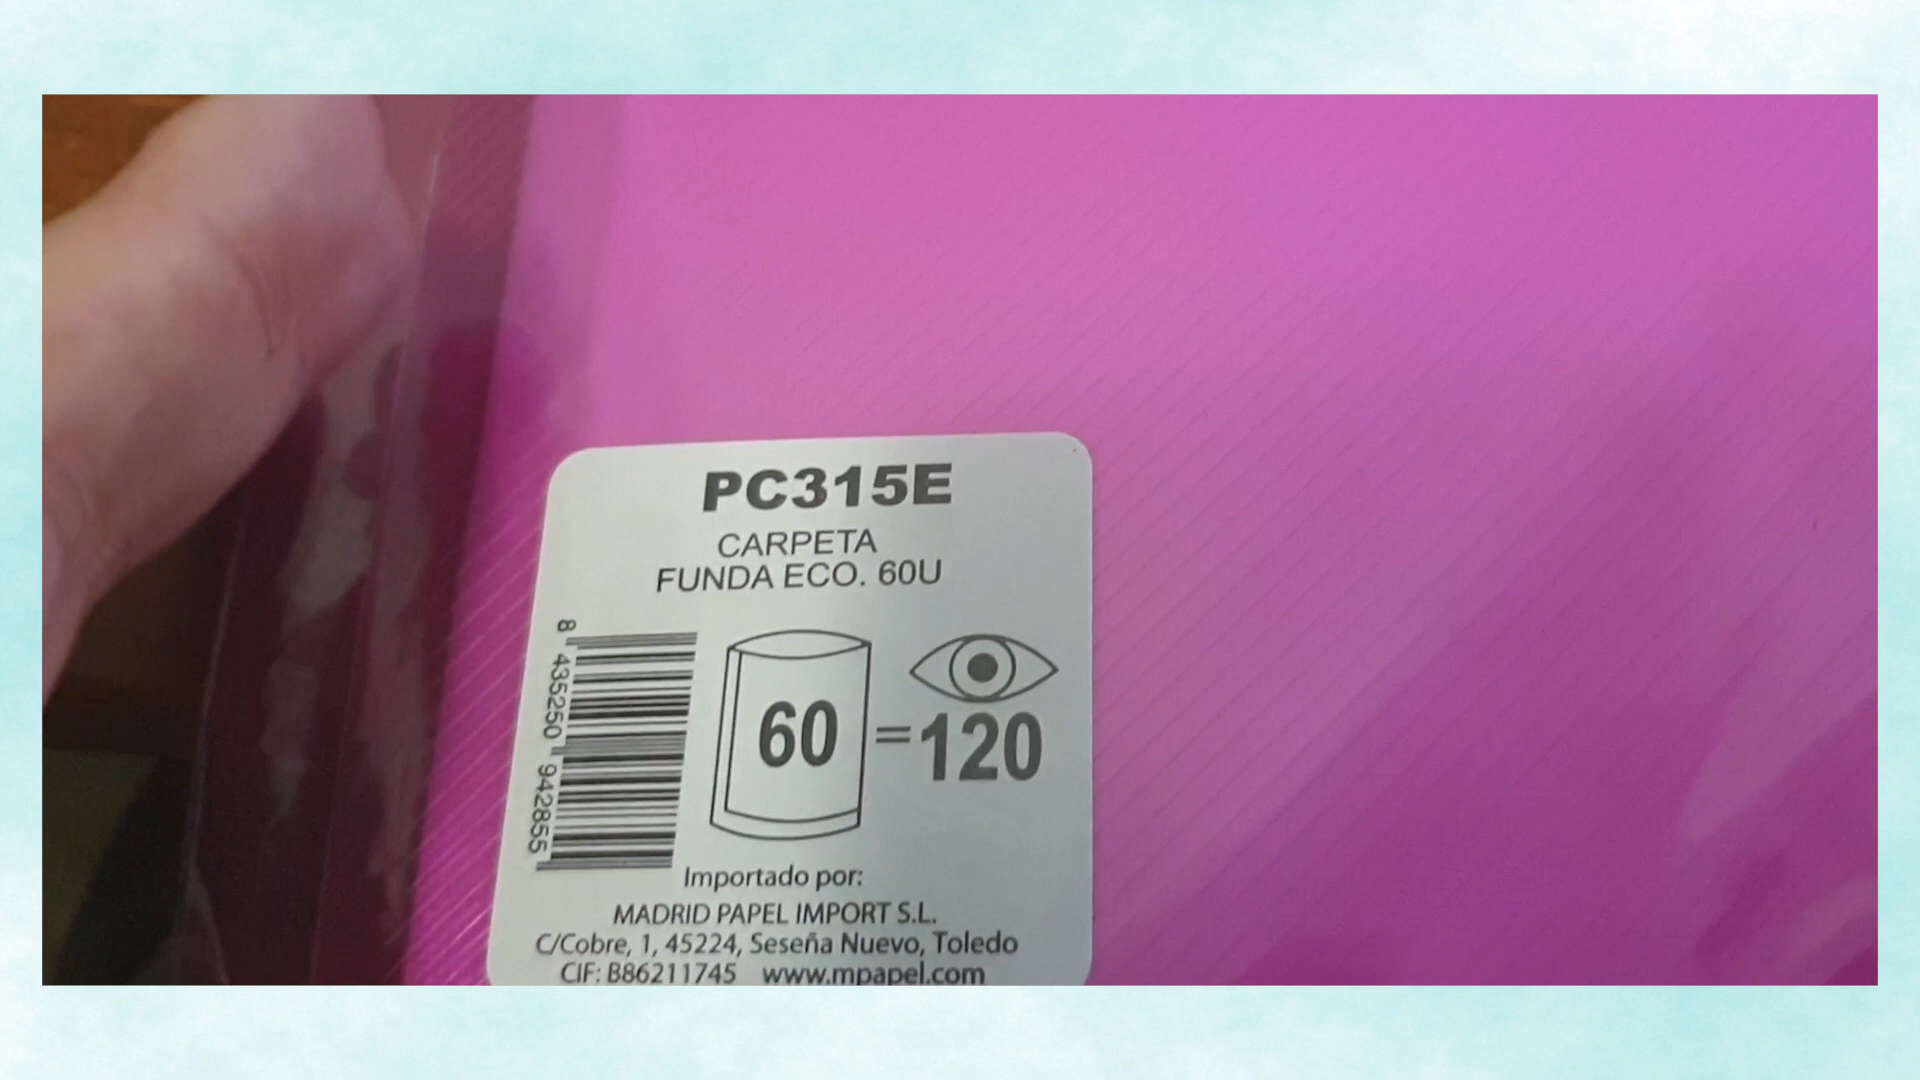 PC315E
CARPETA
FUNDA ECO. 60U
8 435250 942855
60 = 120
Importado por:
MADRID PAPEL IMPORT S.L.
C/Cobre, 1, 45224, Seseña Nuevo, Toledo
CIF: B86211745 www.mpapel.com